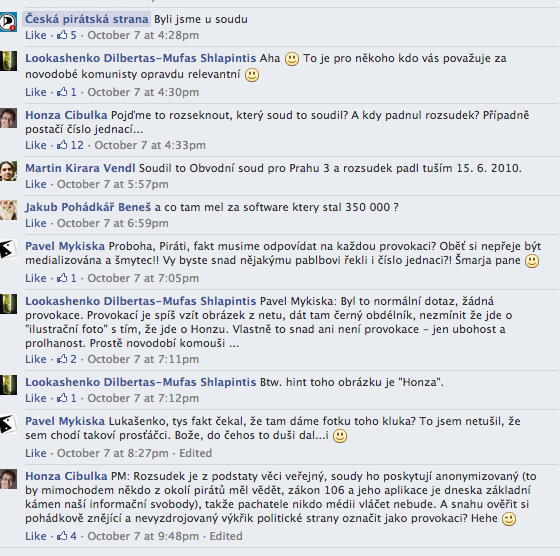 Česká pirátská strana Byli jsme u soudu
Like · 5 · October 7 at 4:28pm
Lookashenko Dilbertas-Mufas Shlapintis Aha 🙂 To je pro někoho kdo vás považuje za
novodobé komunisty opravdu relevantní 🙂
Like · 1 · October 7 at 4:30pm
Honza Cibulka Pojďme to rozseknout, který soud to soudil? A kdy padnul rozsudek? Případně
postačí číslo jednací...
Like · 12 · October 7 at 4:33pm
Martin Kirara Vendl Soudil to Obvodní soud pro Prahu 3 a rozsudek padl tuším 15. 6. 2010.
Like · October 7 at 5:57pm
Jakub Pohádkář Beneš a co tam mel za software ktery stal 350 000 ?
Like · October 7 at 6:59pm
Pavel Mykiska Proboha, Piráti, fakt musime odpovídat na každou provokaci? Oběť si nepřeje být
medializována a šmytec!! Vy byste snad nějakému pablbovi řekli i číslo jednaci?! Šmarja pane 🙂
Like · 1 · October 7 at 7:05pm
Lookashenko Dilbertas-Mufas Shlapintis Pavel Mykiska: Byl to normální dotaz, žádná
provokace. Provokací je spíš vzít obrázek z netu, dát tam černý obdélník, nezmínit že jde o
"ilustrační foto" s tím, že jde o Honzu. Vlastně to snad ani není provokace - jen ubohost a
prolhanost. Prostě novodobí komouši ...
Like · 2 · October 7 at 7:11pm
Lookashenko Dilbertas-Mufas Shlapintis Btw. hint toho obrázku je "Honza".
Like · 1 · October 7 at 7:12pm
Pavel Mykiska Lukašenko, tys fakt čekal, že tam dáme fotku toho kluka? To jsem netušil, že
sem chodí takoví prosťáčci. Bože, do čehos to duši dal...i 🙂
Like · October 7 at 8:27pm · Edited
Honza Cibulka PM: Rozsudek je z podstaty věci veřejný, soudy ho poskytují anonymizovaný (to
by mimochodem někdo z okolí pirátů měl vědět, zákon 106 a jeho aplikace je dneska základní
kámen naší informační svobody), takže pachatele nikdo médii vláčet nebude. A snahu ověřit si
pohádkově znějící a nevyzdrojovaný výkřik politické strany označit jako provokaci? Hehe 😉
Like · 4 · October 7 at 9:48pm · Edited